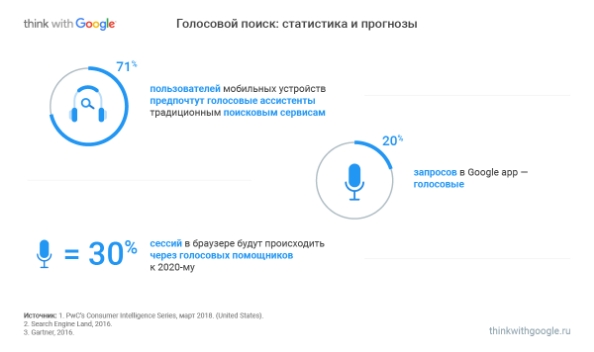 think with Google
Голосовой поиск: статистика и прогнозы
71%
пользователей мобильных устройств
предпочтут голосовые ассистенты
традиционным поисковым сервисам
20%
запросов в Google app —
голосовые
= 30%
сессий в браузере будут происходить
через голосовых помощников
к 2020-му
Источник: 1. PwC's Consumer Intelligence Series, март 2018. (United States).
2. Search Engine Land, 2016.
3. Gartner, 2016.
thinkwithgoogle.ru